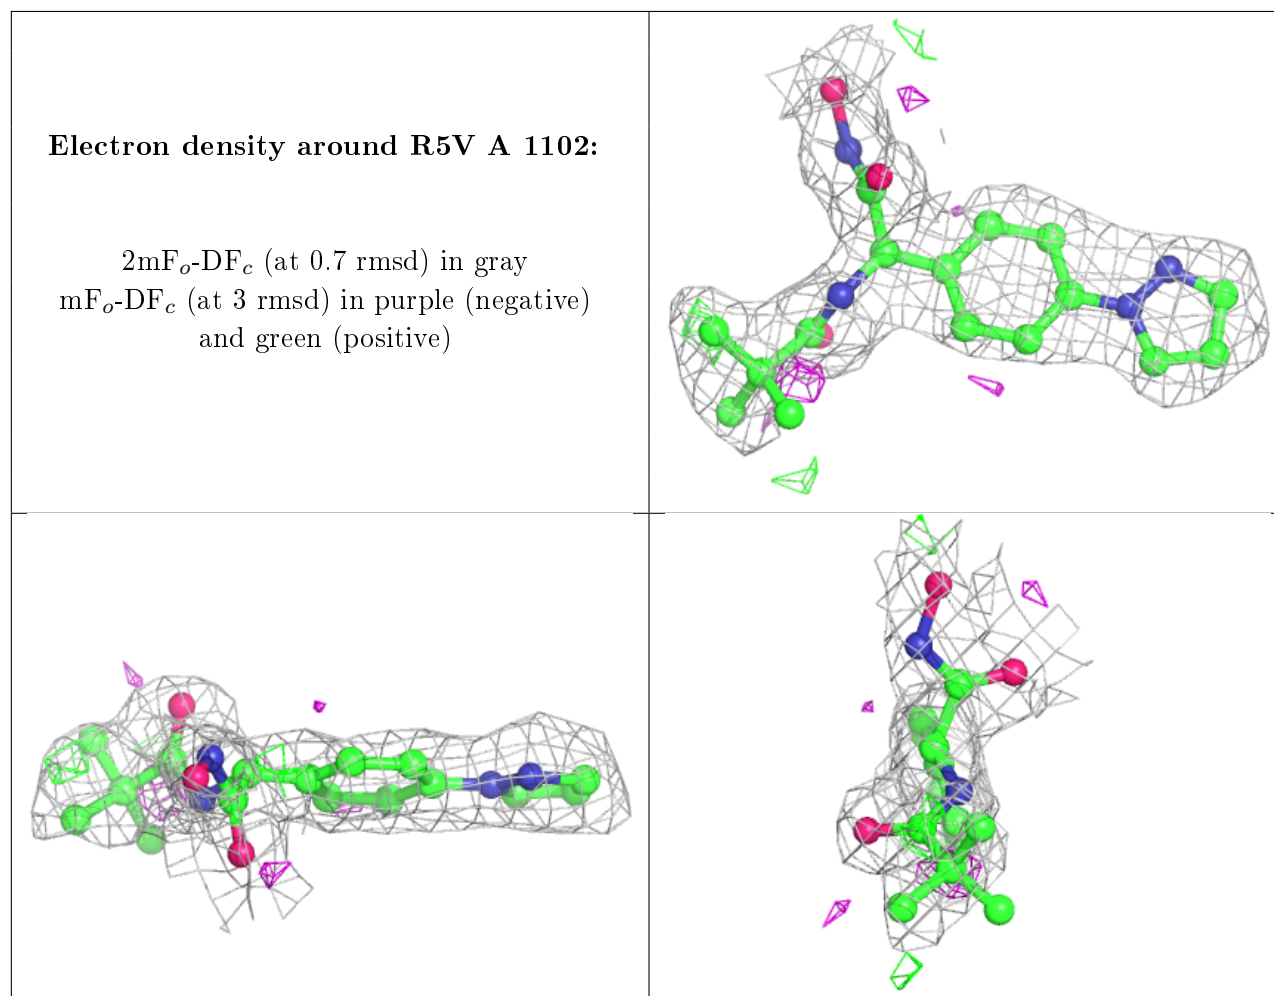 Electron density around R5V A 1102:
2mFₒ-DF𝒸 (at 0.7 rmsd) in gray
mFₒ-DF𝒸 (at 3 rmsd) in purple (negative)
and green (positive)